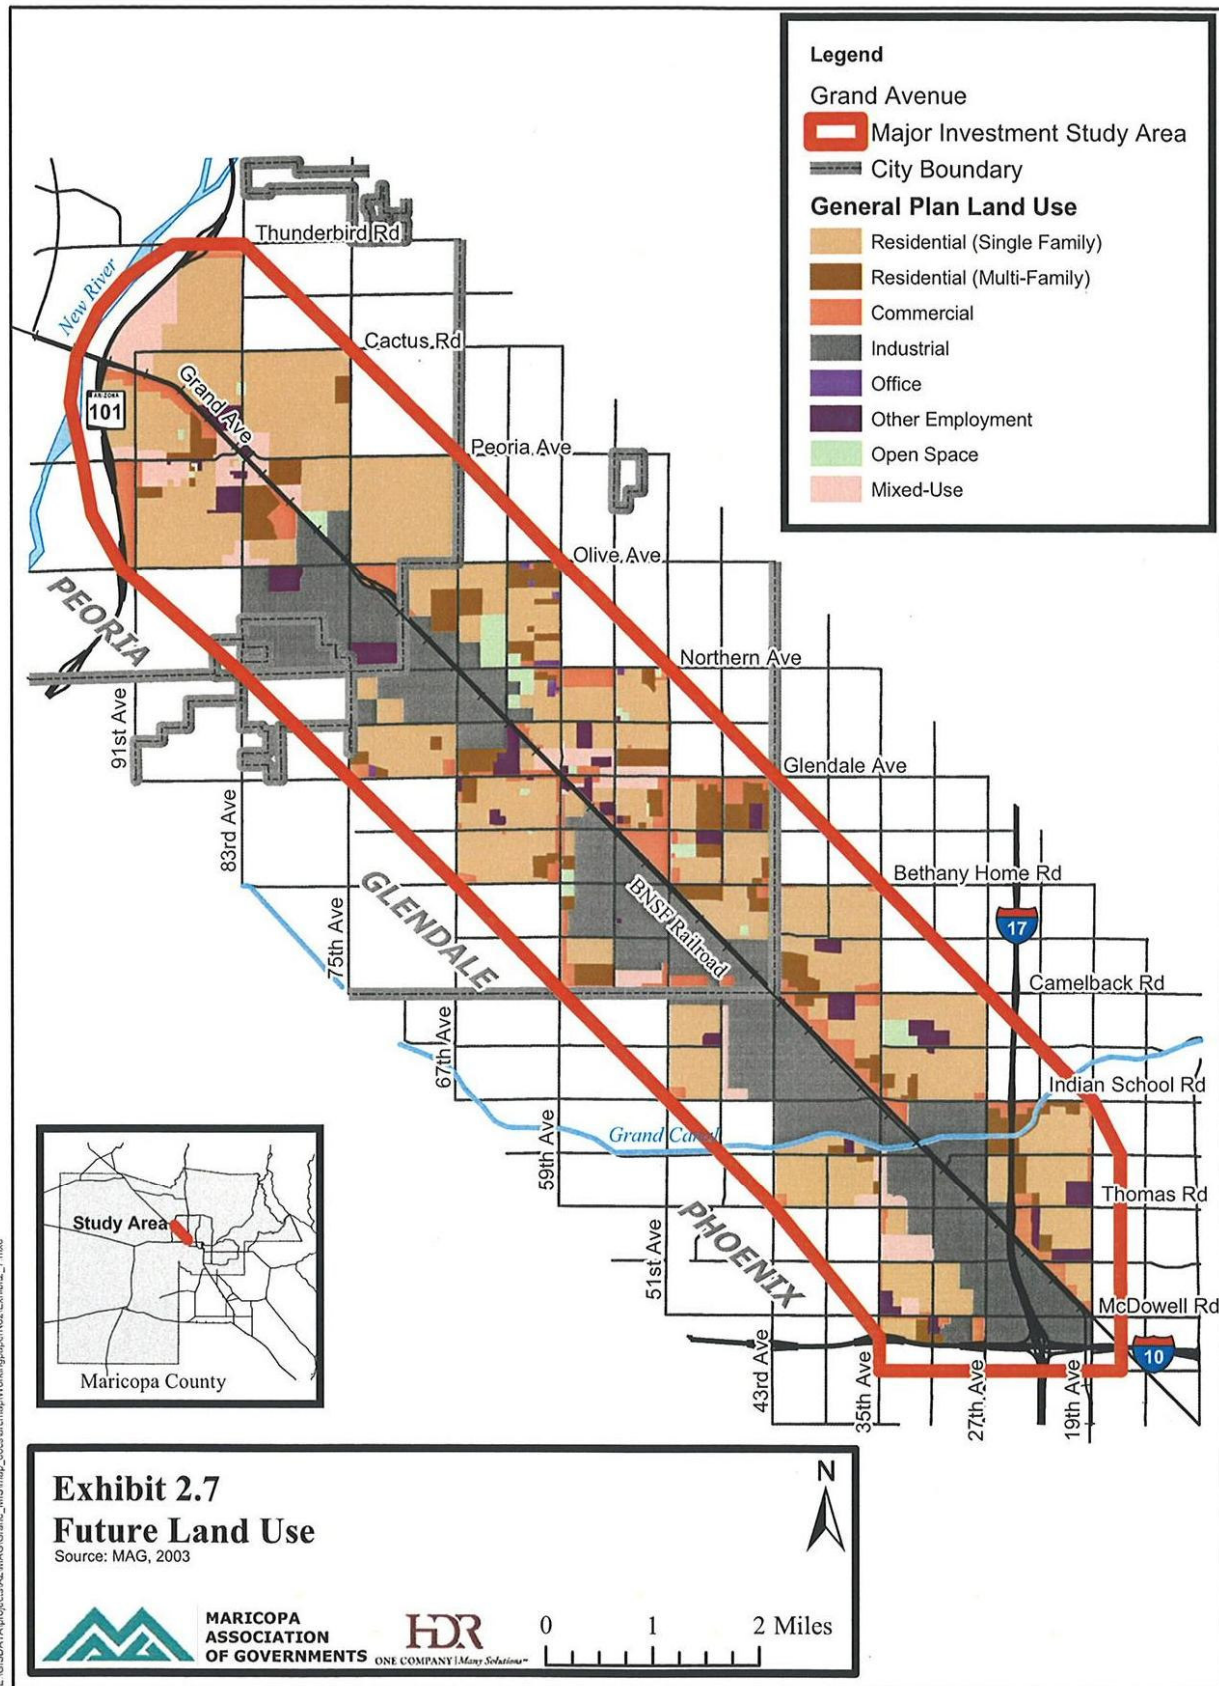 Legend
Grand Avenue
Major Investment Study Area
City Boundary
General Plan Land Use
Residential (Single Family)
Residential (Multi-Family)
Commercial
Industrial
Office
Other Employment
Open Space
Mixed-Use
Thunderbird Rd
New River
Cactus Rd
Grand Ave
ARIZONA
101
Peoria Ave
Olive Ave
PEORIA
Northern Ave
91st Ave
Glendale Ave
83rd Ave
Bethany Home Rd
GLENDALE
BNSF Railroad
17
75th Ave
Camelback Rd
67th Ave
Indian School Rd
Grand Canal
59th Ave
Thomas Rd
PHOENIX
51st Ave
McDowell Rd
10
43rd Ave
35th Ave
27th Ave
19th Ave
Study Area
Maricopa County
Exhibit 2.7
Future Land Use
Source: MAG, 2003
N
MARICOPA
ASSOCIATION
OF GOVERNMENTS
HDR
ONE COMPANY | Many Solutions
0 1 2 Miles